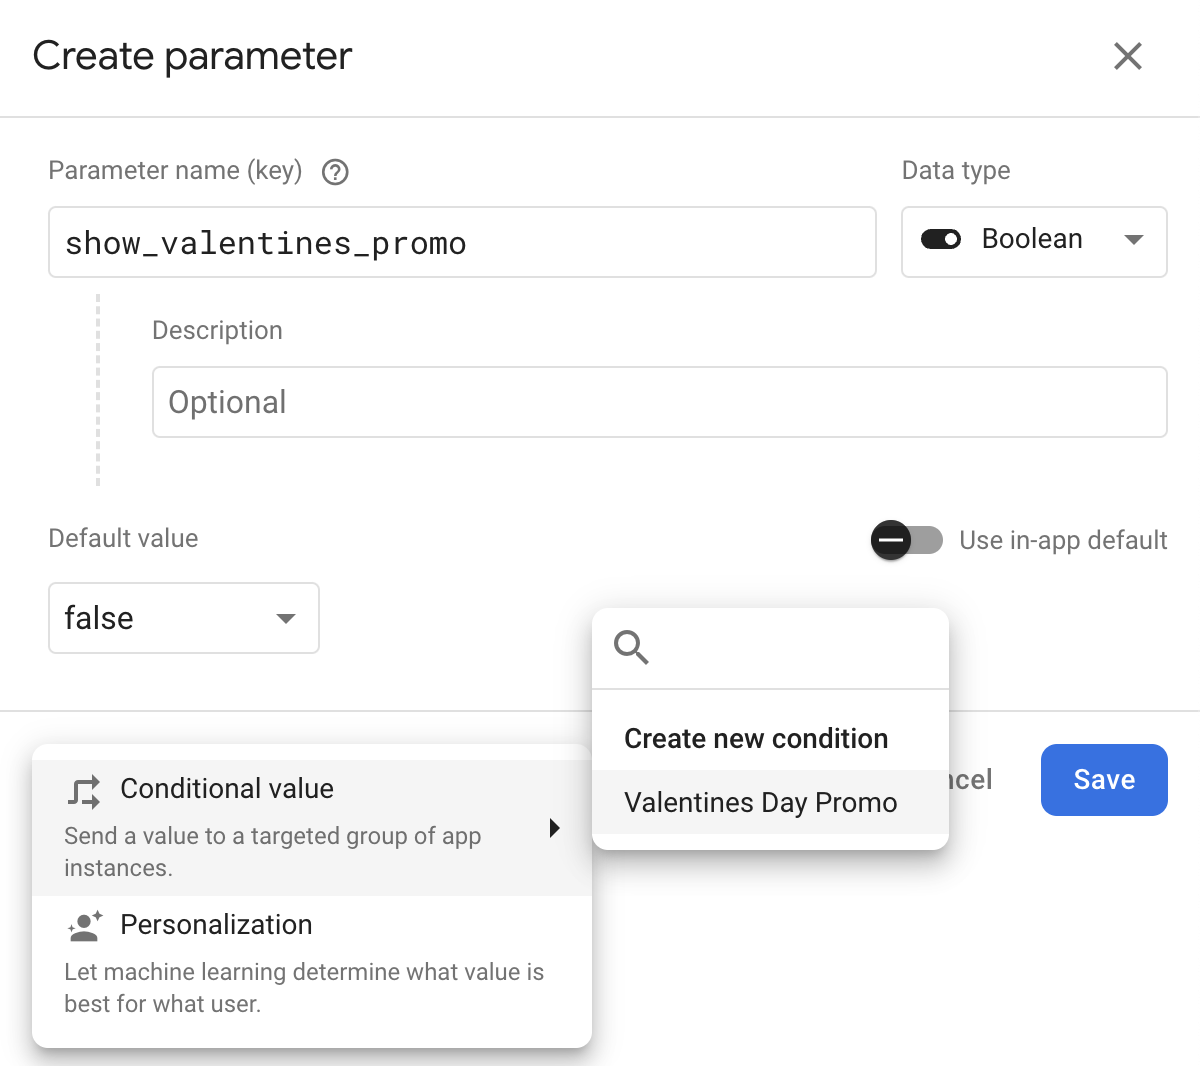 Create parameter
Parameter name (key)
Data type
show_valentines_promo
Boolean
Description
Optional
Default value
Use in-app default
false
Create new condition
Valentines Day Promo
Save
Conditional value
Send a value to a targeted group of app
instances.
Personalization
Let machine learning determine what value is
best for what user.